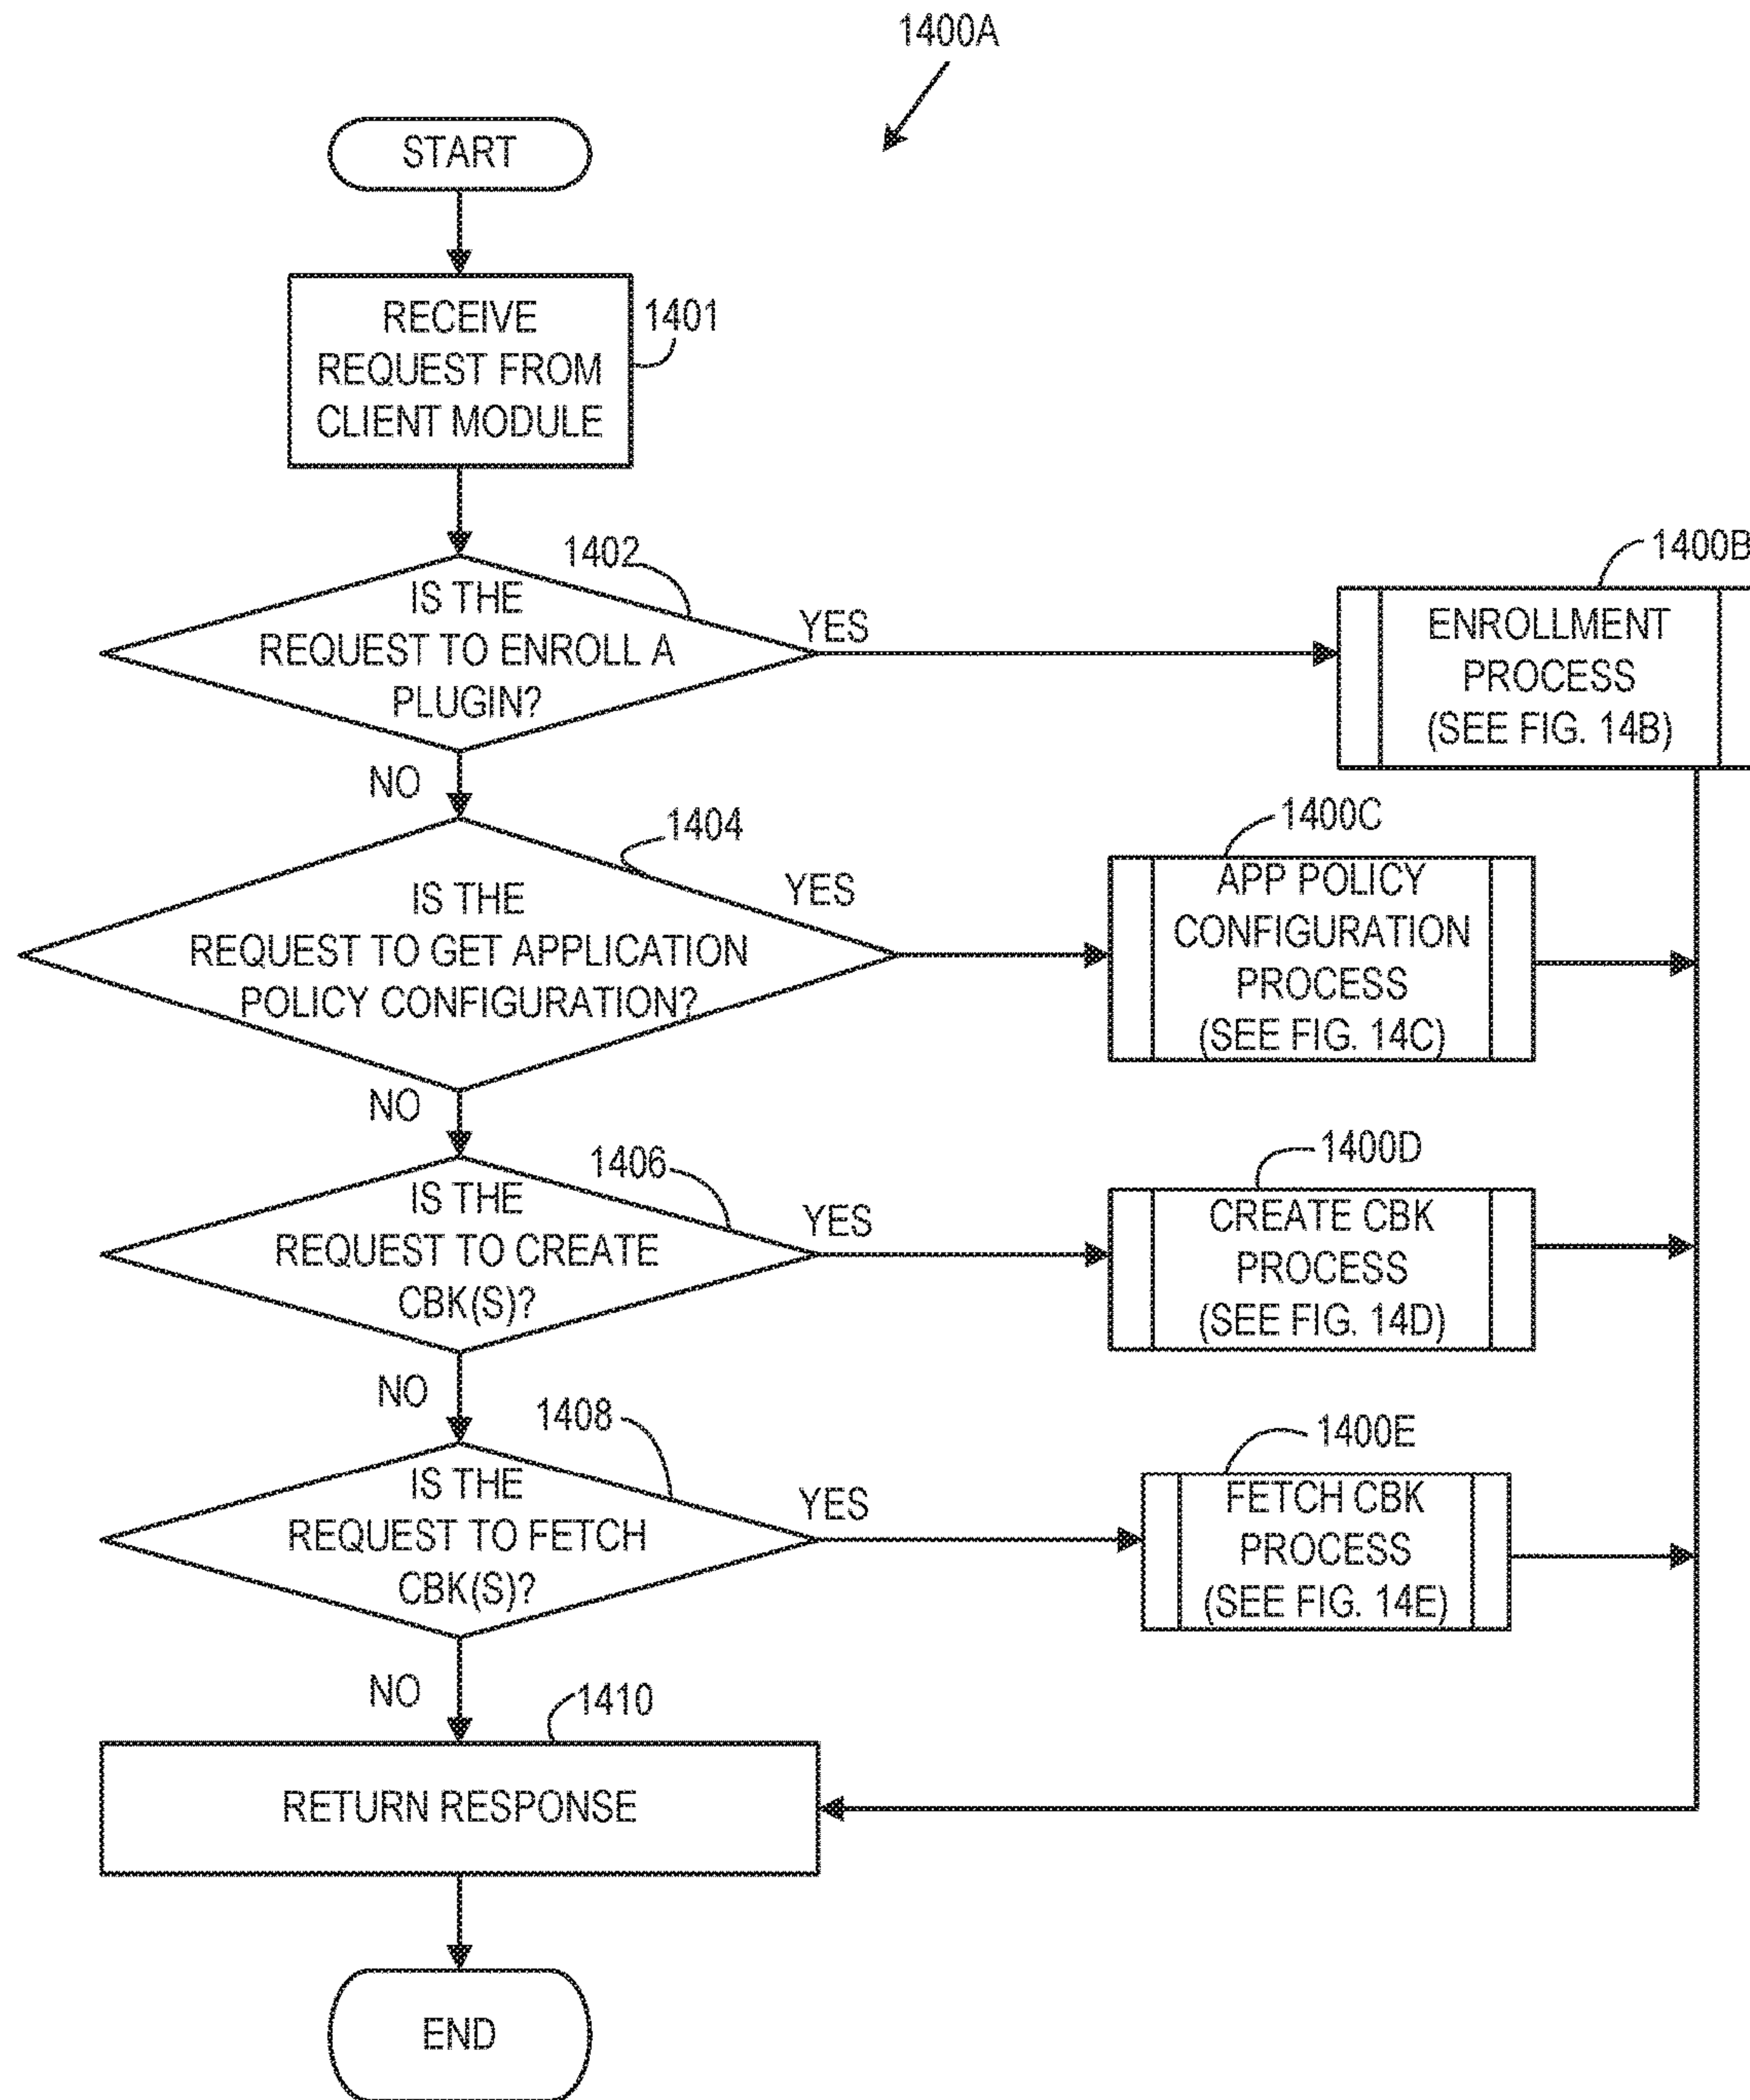 1400A
START
RECEIVE
REQUEST FROM
CLIENT MODULE
1401
1402
IS THE
REQUEST TO ENROLL A
PLUGIN?
YES
NO
1400B
ENROLLMENT
PROCESS
(SEE FIG. 14B)
1404
IS THE
REQUEST TO GET APPLICATION
POLICY CONFIGURATION?
YES
NO
1400C
APP POLICY
CONFIGURATION
PROCESS
(SEE FIG. 14C)
1406
IS THE
REQUEST TO CREATE
CBK(S)?
YES
NO
1400D
CREATE CBK
PROCESS
(SEE FIG. 14D)
1408
IS THE
REQUEST TO FETCH
CBK(S)?
YES
NO
1400E
FETCH CBK
PROCESS
(SEE FIG. 14E)
1410
RETURN RESPONSE
END